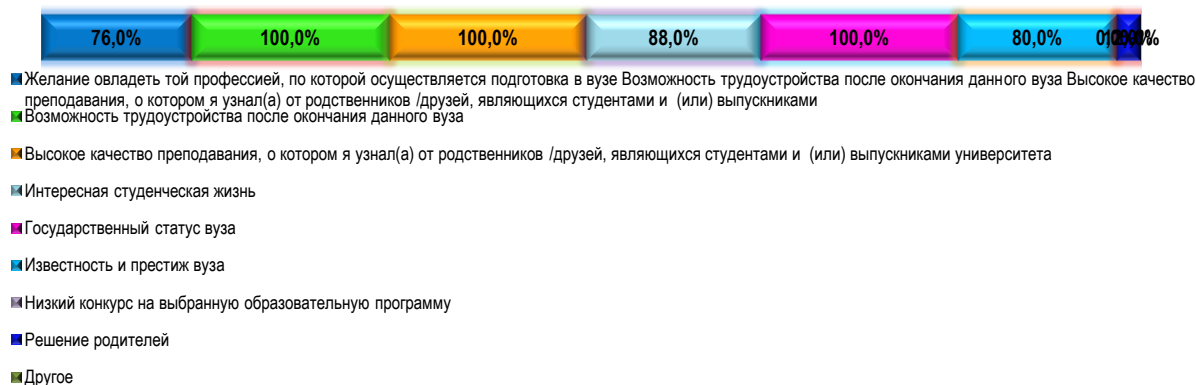 76,0% 100,0% 100,0% 88,0% 100,0% 80,0%
Желание овладеть той профессией, по которой осуществляется подготовка в вузе Возможность трудоустройства после окончания данного вуза Высокое качество
преподавания, о котором я узнал(а) от родственников /друзей, являющихся студентами и (или) выпускниками
Возможность трудоустройства после окончания данного вуза
Высокое качество преподавания, о котором я узнал(а) от родственников /друзей, являющихся студентами и (или) выпускниками университета
Интересная студенческая жизнь
Государственный статус вуза
Известность и престиж вуза
Низкий конкурс на выбранную образовательную программу
Решение родителей
Другое